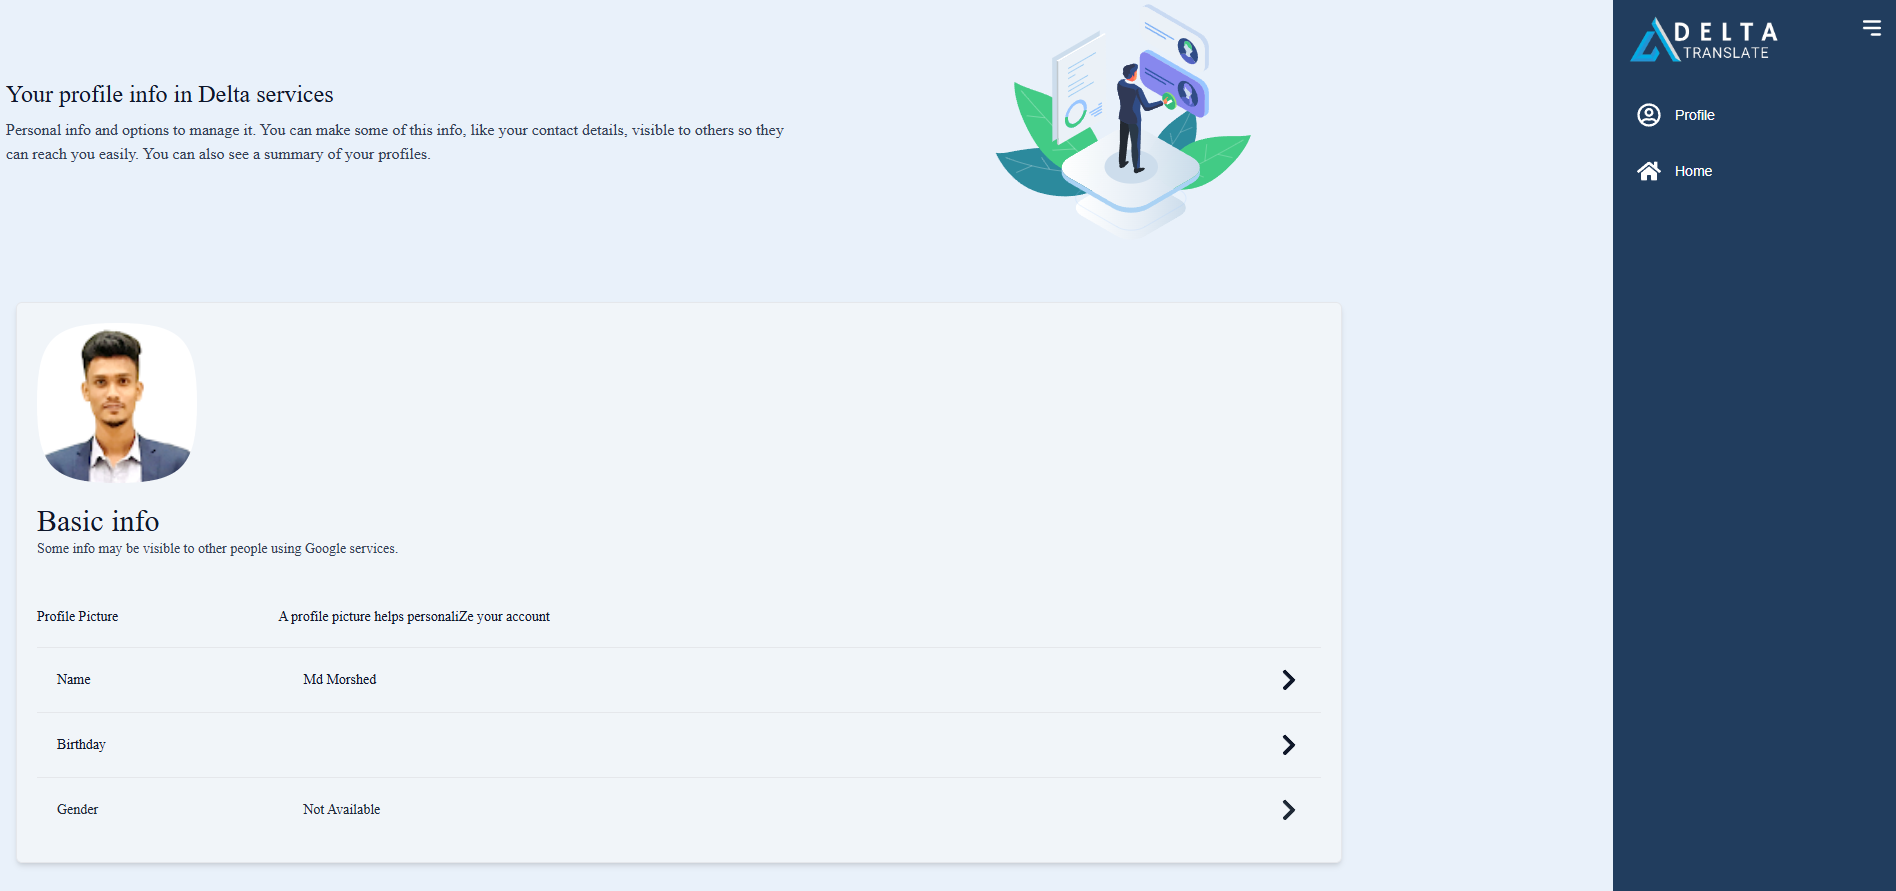 Your profile info in Delta services
Personal info and options to manage it. You can make some of this info, like your contact details, visible to others so they
can reach you easily. You can also see a summary of your profiles.
Basic info
Some info may be visible to other people using Google services.
Profile Picture A profile picture helps personaliZe your account
Name Md Morshed
Birthday
Gender Not Available
DELTA
TRANSLATE
Profile
Home